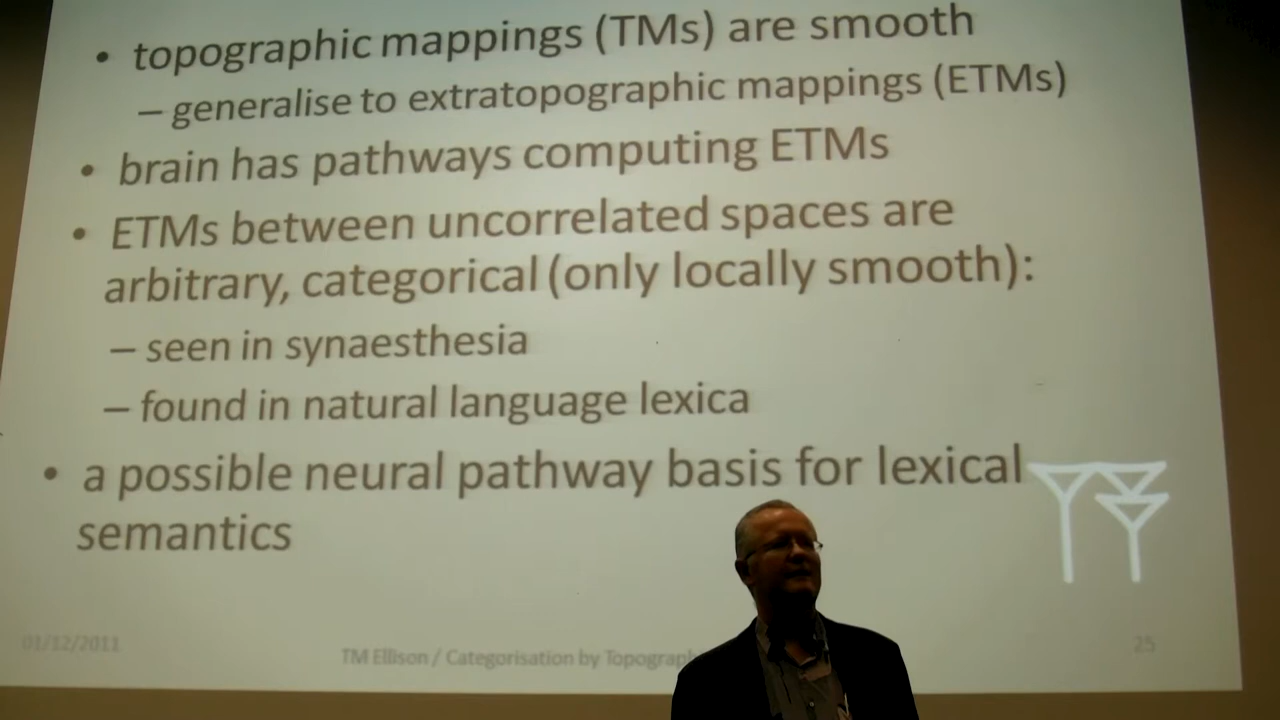 • topographic mappings (TMs) are smooth
– generalise to extratopographic mappings (ETMs)
• brain has pathways computing ETMs
• ETMs between uncorrelated spaces are
arbitrary, categorical (only locally smooth):
– seen in synaesthesia
– found in natural language lexica
• a possible neural pathway basis for lexical
semantics
01/12/2011 TM Ellison / Categorisation by Topograph 25